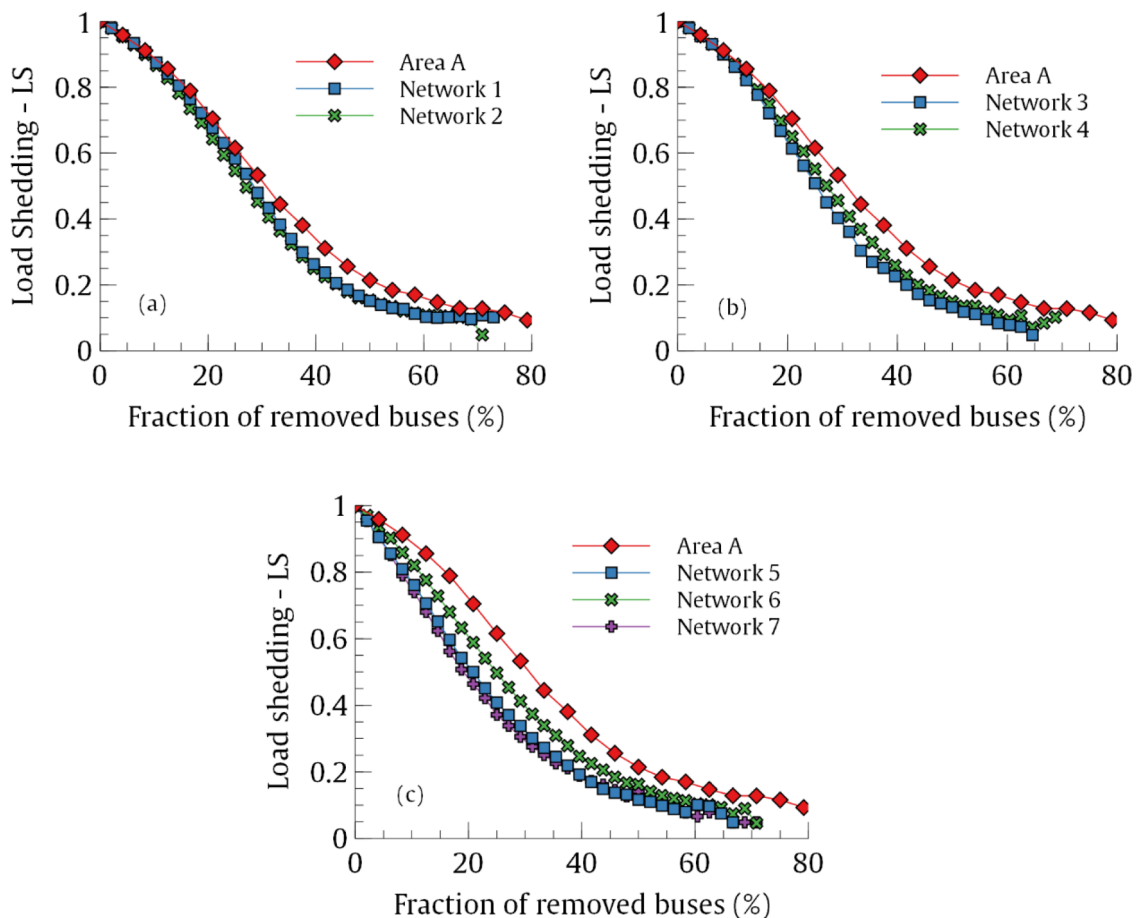 1
0.8
0.6
0.4
0.2
0
Load Shedding - LS
Area A
Network 1
Network 2
(a)
0 20 40 60 80
Fraction of removed buses (%)
1
0.8
0.6
0.4
0.2
0
Load shedding - LS
Area A
Network 3
Network 4
(b)
0 20 40 60 80
Fraction of removed buses (%)
1
0.8
0.6
0.4
0.2
0
Load shedding - LS
Area A
Network 5
Network 6
Network 7
(c)
0 20 40 60 80
Fraction of removed buses (%)